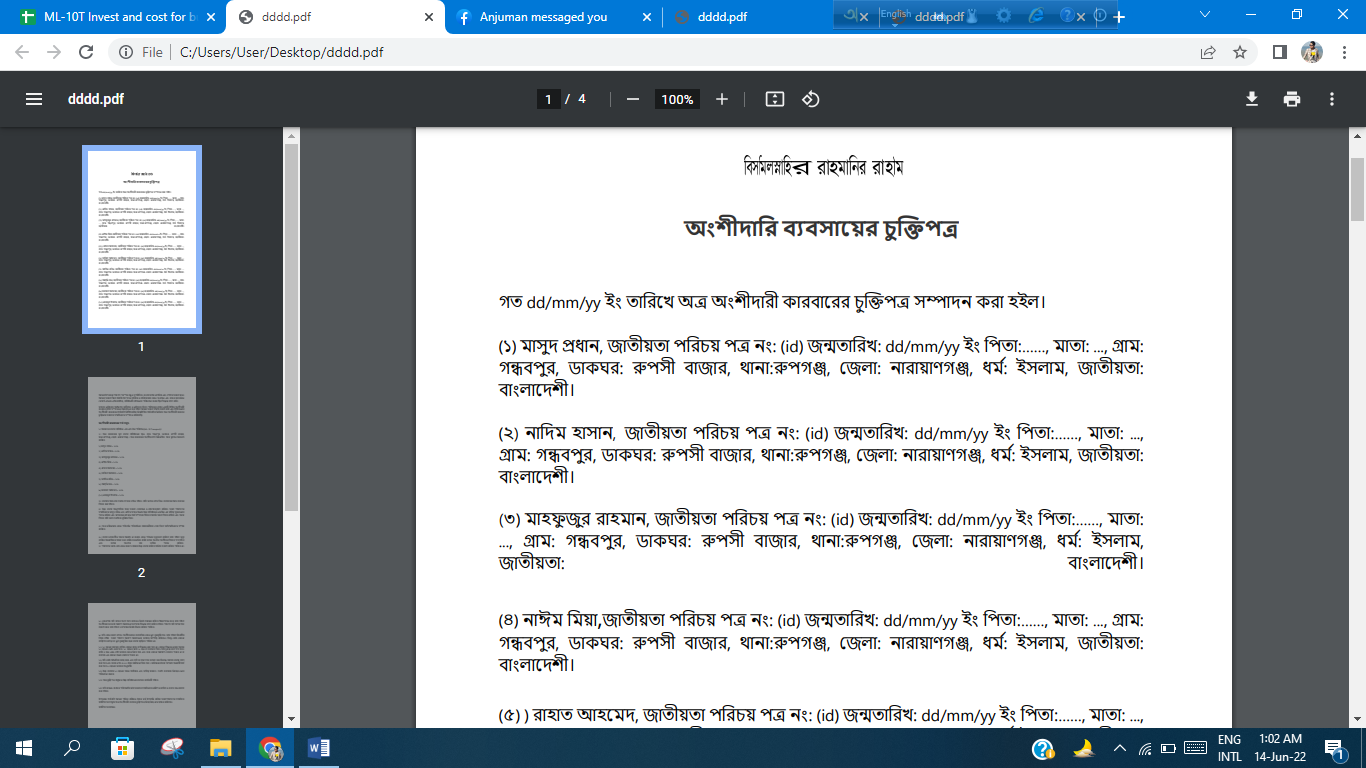 ML-10T Invest and cost for b
dddd.pdf
Anjuman messaged you
dddd.pdf
English
dddd.pdf
File
C:/Users/User/Desktop/dddd.pdf
dddd.pdf
1 / 4
100%
1
2
বিসমিল্লাহির রাহমানির রাহাম
অংশীদারি ব্যবসায়ের চুক্তিপত্র
গত dd/mm/yy ইং তারিখে অত্র অংশীদারী কারবারের চুক্তিপত্র সম্পাদন করা হইল।
(১) মাসুদ প্রধান, জাতীয়তা পরিচয় পত্র নং: (id) জন্মতারিখ: dd/mm/yy ইং পিতা:......, মাতা: ..., গ্রাম:
গন্ধবপুর, ডাকঘর: রুপসী বাজার, থানা:রুপগঞ্জ, জেলা: নারায়াণগঞ্জ, ধর্ম: ইসলাম, জাতীয়তা:
বাংলাদেশী।
(২) নাদিম হাসান, জাতীয়তা পরিচয় পত্র নং: (id) জন্মতারিখ: dd/mm/yy ইং পিতা:......, মাতা: ...,
গ্রাম: গন্ধবপুর, ডাকঘর: রুপসী বাজার, থানা:রুপগঞ্জ, জেলা: নারায়াণগঞ্জ, ধর্ম: ইসলাম, জাতীয়তা:
বাংলাদেশী।
(৩) মাহফুজুর রাহমান, জাতীয়তা পরিচয় পত্র নং: (id) জন্মতারিখ: dd/mm/yy ইং পিতা:......, মাতা:
..., গ্রাম: গন্ধবপুর, ডাকঘর: রুপসী বাজার, থানা:রুপগঞ্জ, জেলা: নারায়াণগঞ্জ, ধর্ম: ইসলাম,
জাতীয়তা: বাংলাদেশী।
(৪) নাঈম মিয়া,জাতীয়তা পরিচয় পত্র নং: (id) জন্মতারিখ: dd/mm/yy ইং পিতা:......, মাতা: ..., গ্রাম:
গন্ধবপুর, ডাকঘর: রুপসী বাজার, থানা:রুপগঞ্জ, জেলা: নারায়াণগঞ্জ, ধর্ম: ইসলাম, জাতীয়তা:
বাংলাদেশী।
(৫) ) রাহাত আহমেদ, জাতীয়তা পরিচয় পত্র নং: (id) জন্মতারিখ: dd/mm/yy ইং পিতা:......, মাতা: ...,
ENG
INTL
1:02 AM
14-Jun-22
1